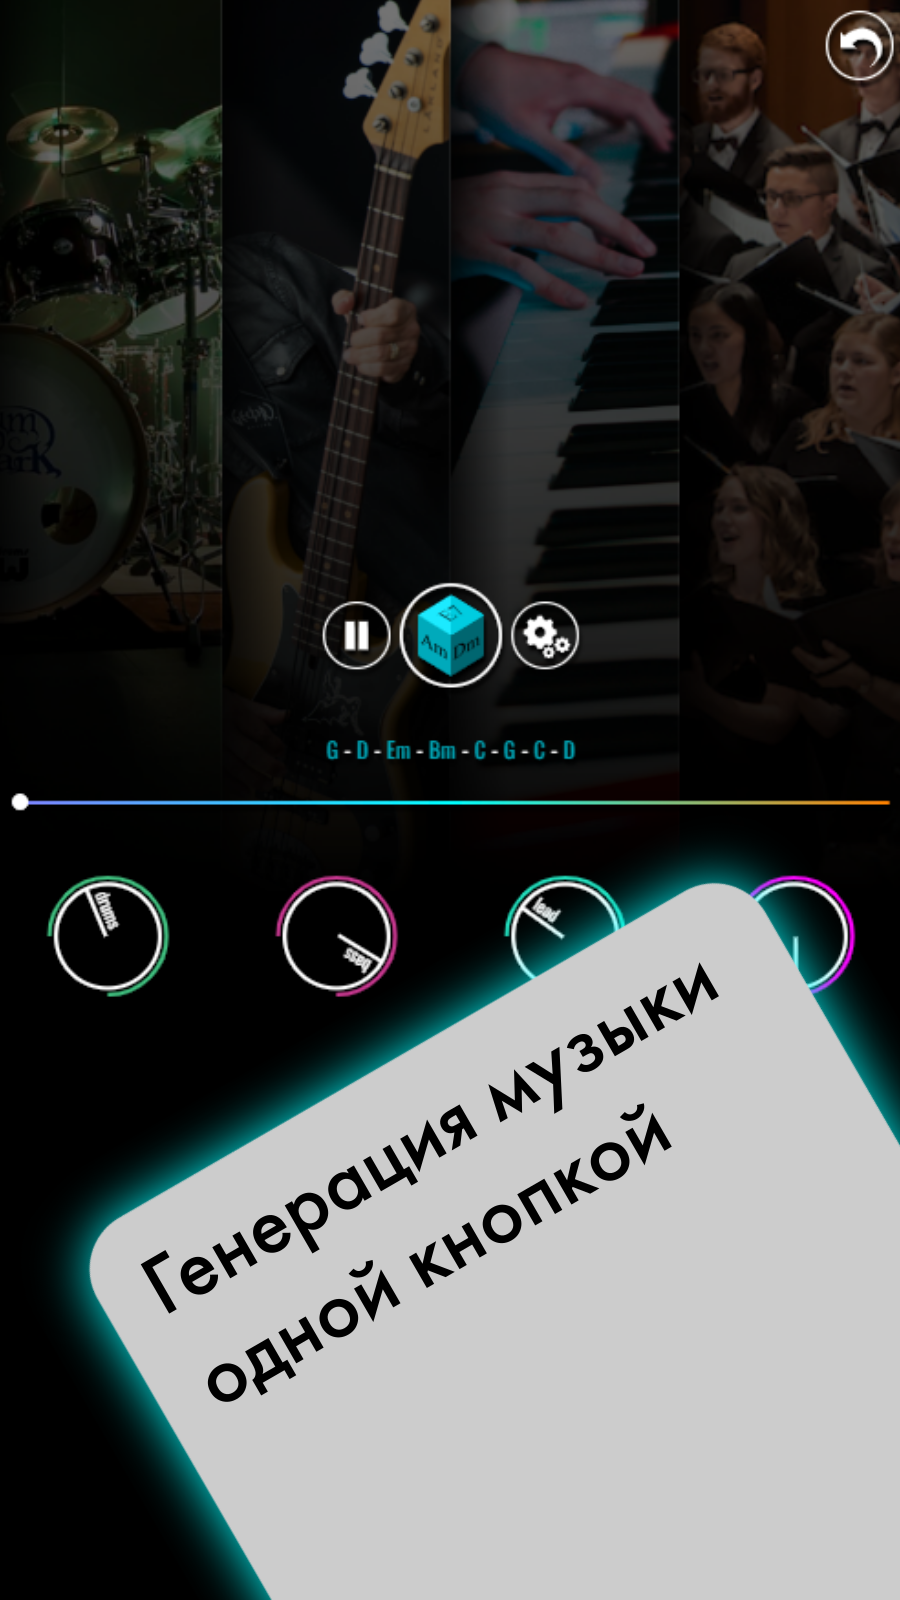 E7
Am Dm
G - D - Em - Bm - C - G - C - D
drums
bass
lead
Генерация музыки
одной кнопкой